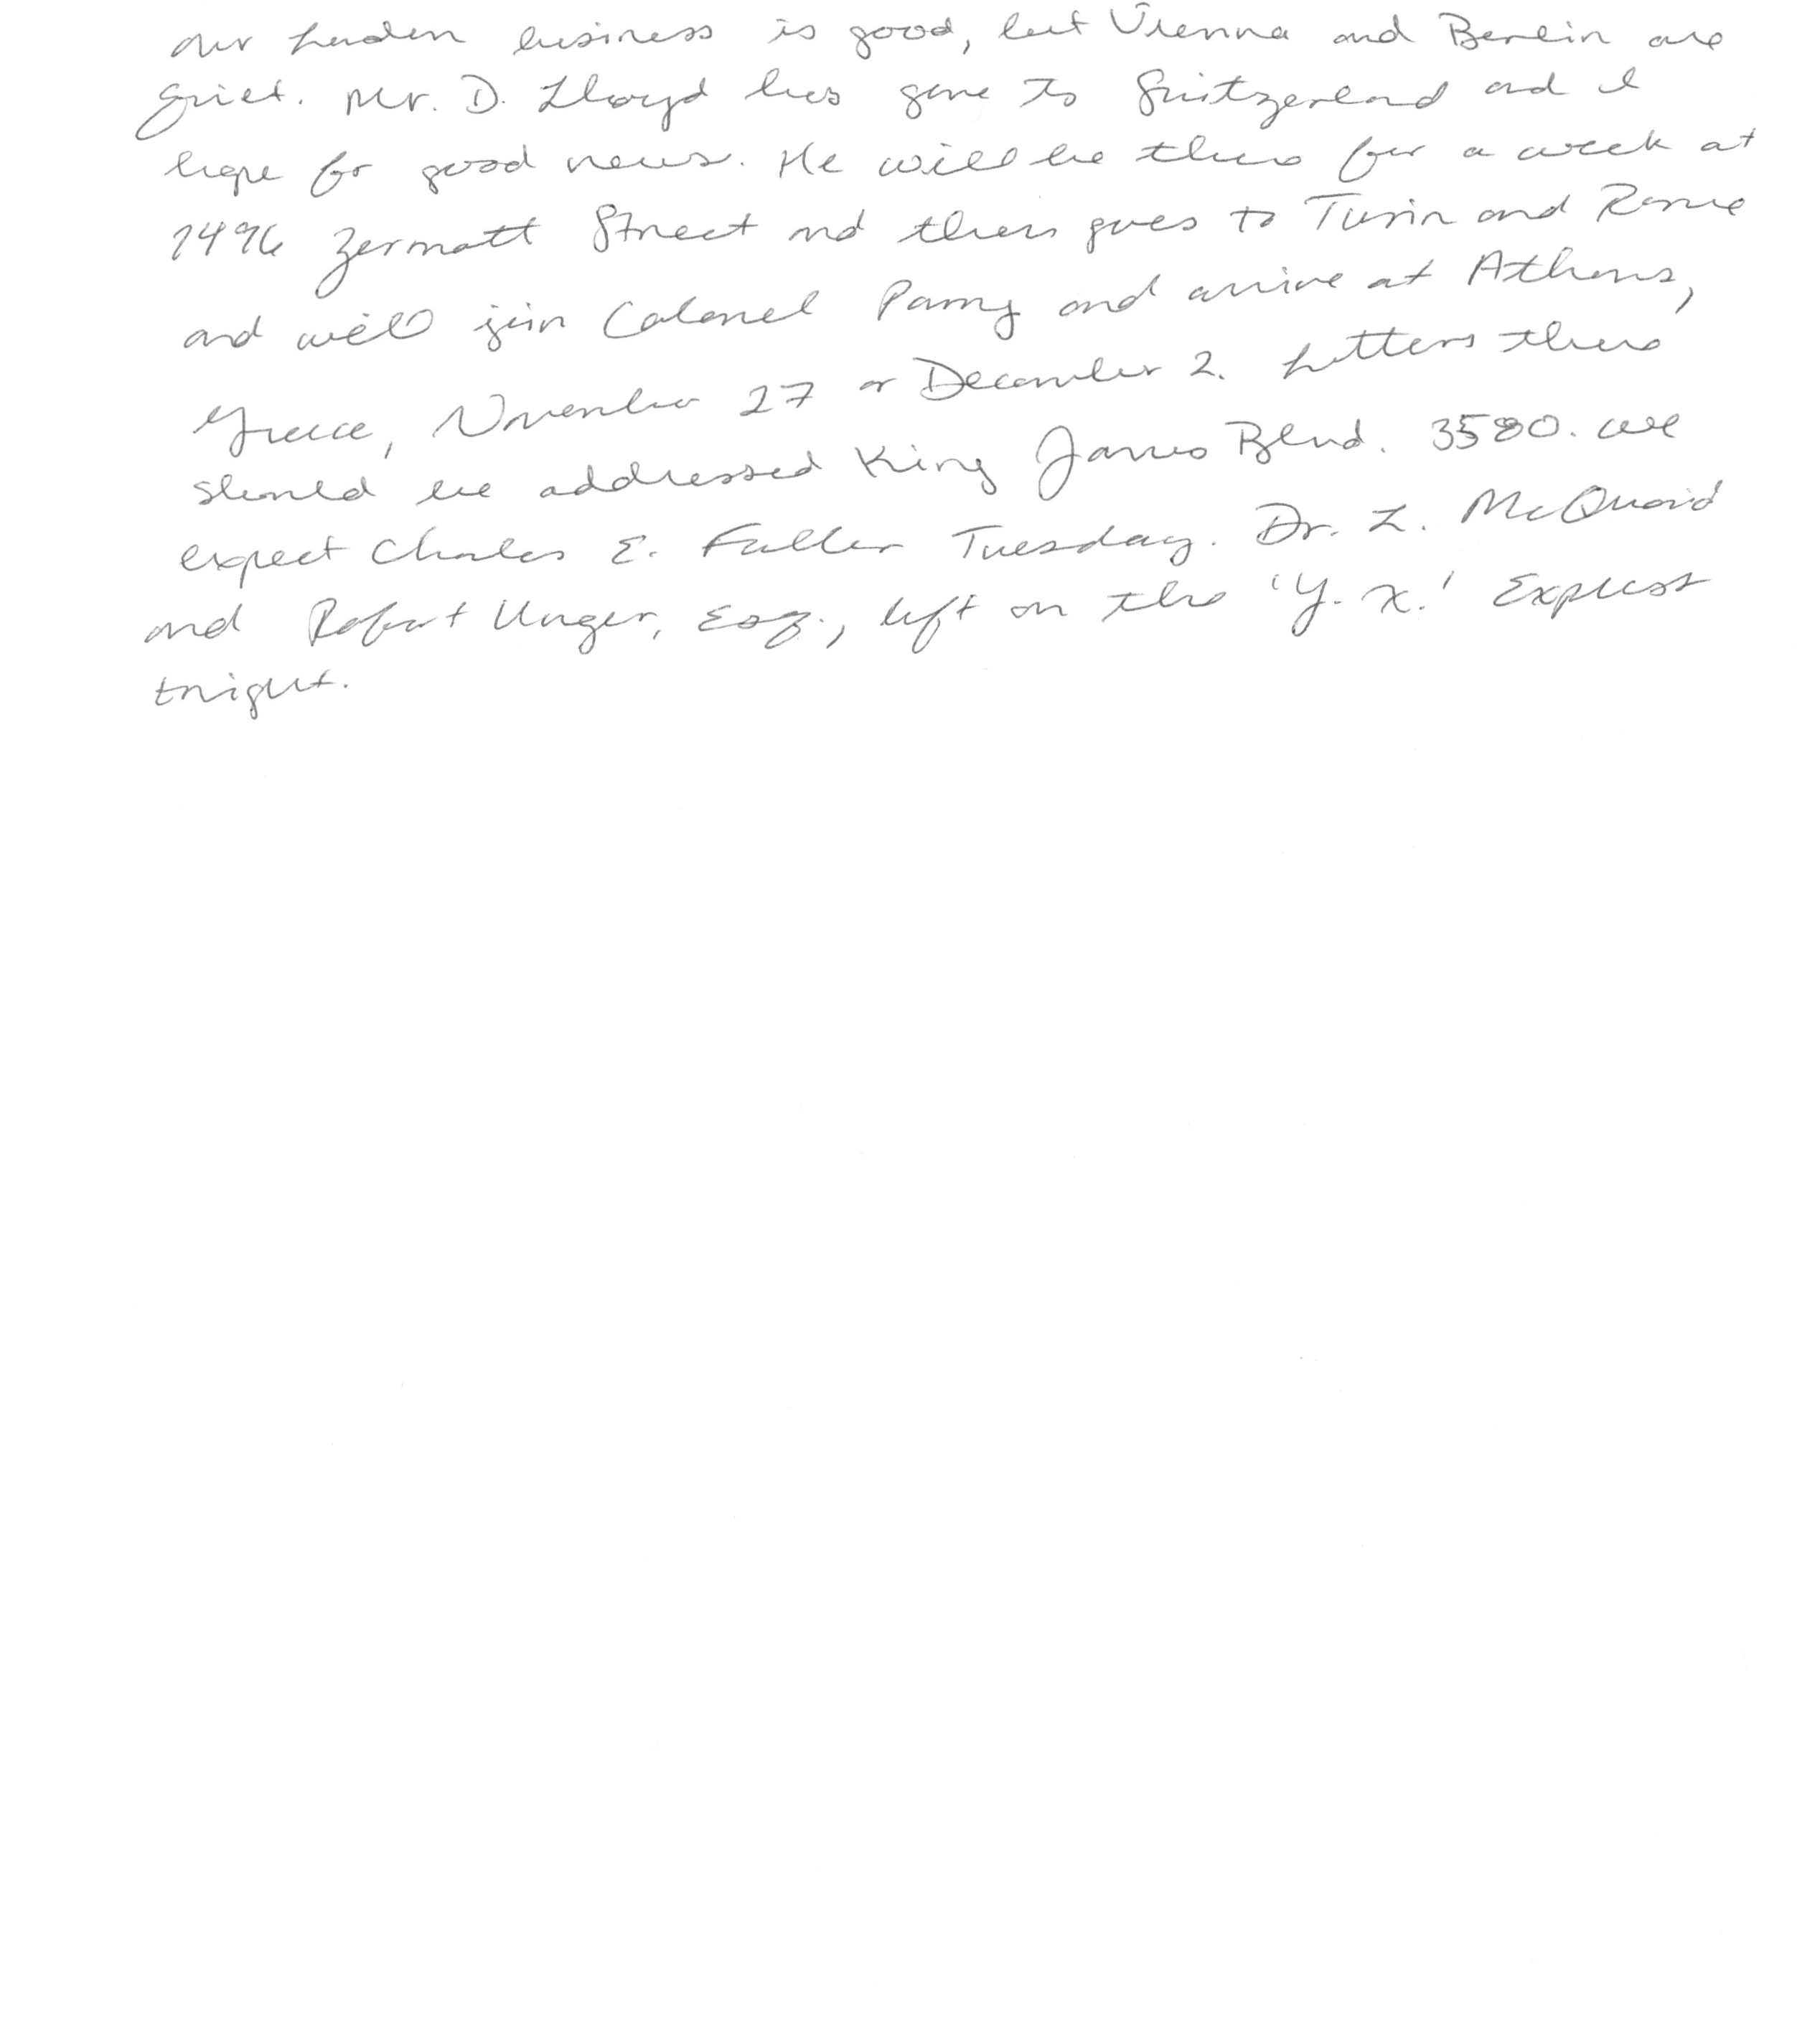 Our London business is good, but Vienna and Berlin are
quiet. Mr. D. Lloyd has gone to Switzerland and I
hope for good news. He will be there for a week at
1496 Zermott Street and then goes to Turin and Rome
and will join Colonel Parry and arrive at Athens,
Greece, November 27 or December 2. Letters there
should be addressed King James Blvd. 3580. We
expect Charles E. Fuller Tuesday. Dr. L. McQuaid
and Robert Unger, Esq., left on the 'Y. X.' Express
tonight.